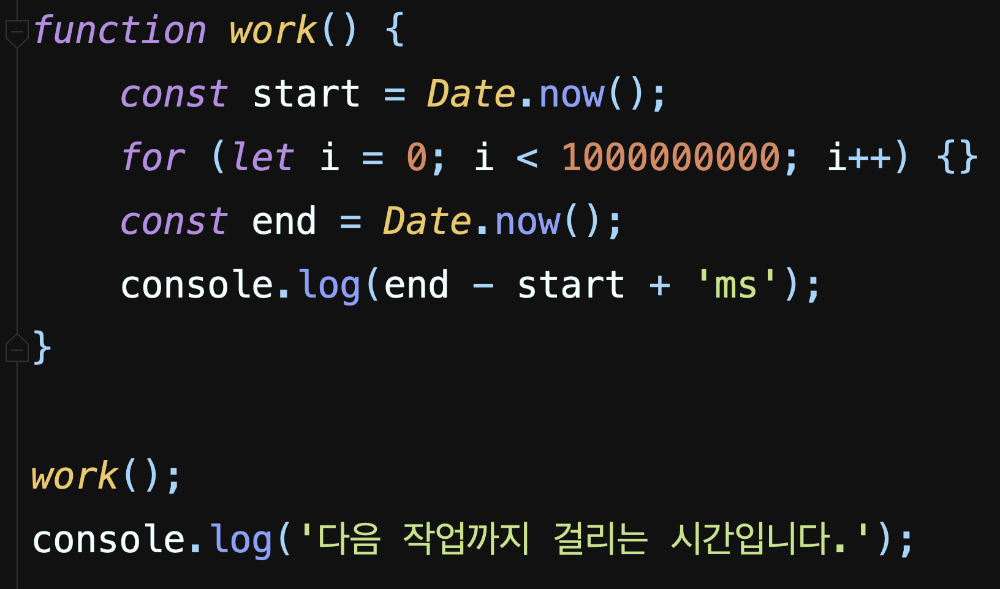 function work() {
    const start = Date.now();
    for (let i = 0; i < 1000000000; i++) {}
    const end = Date.now();
    console.log(end - start + 'ms');
}
work();
console.log('다음 작업까지 걸리는 시간입니다.');